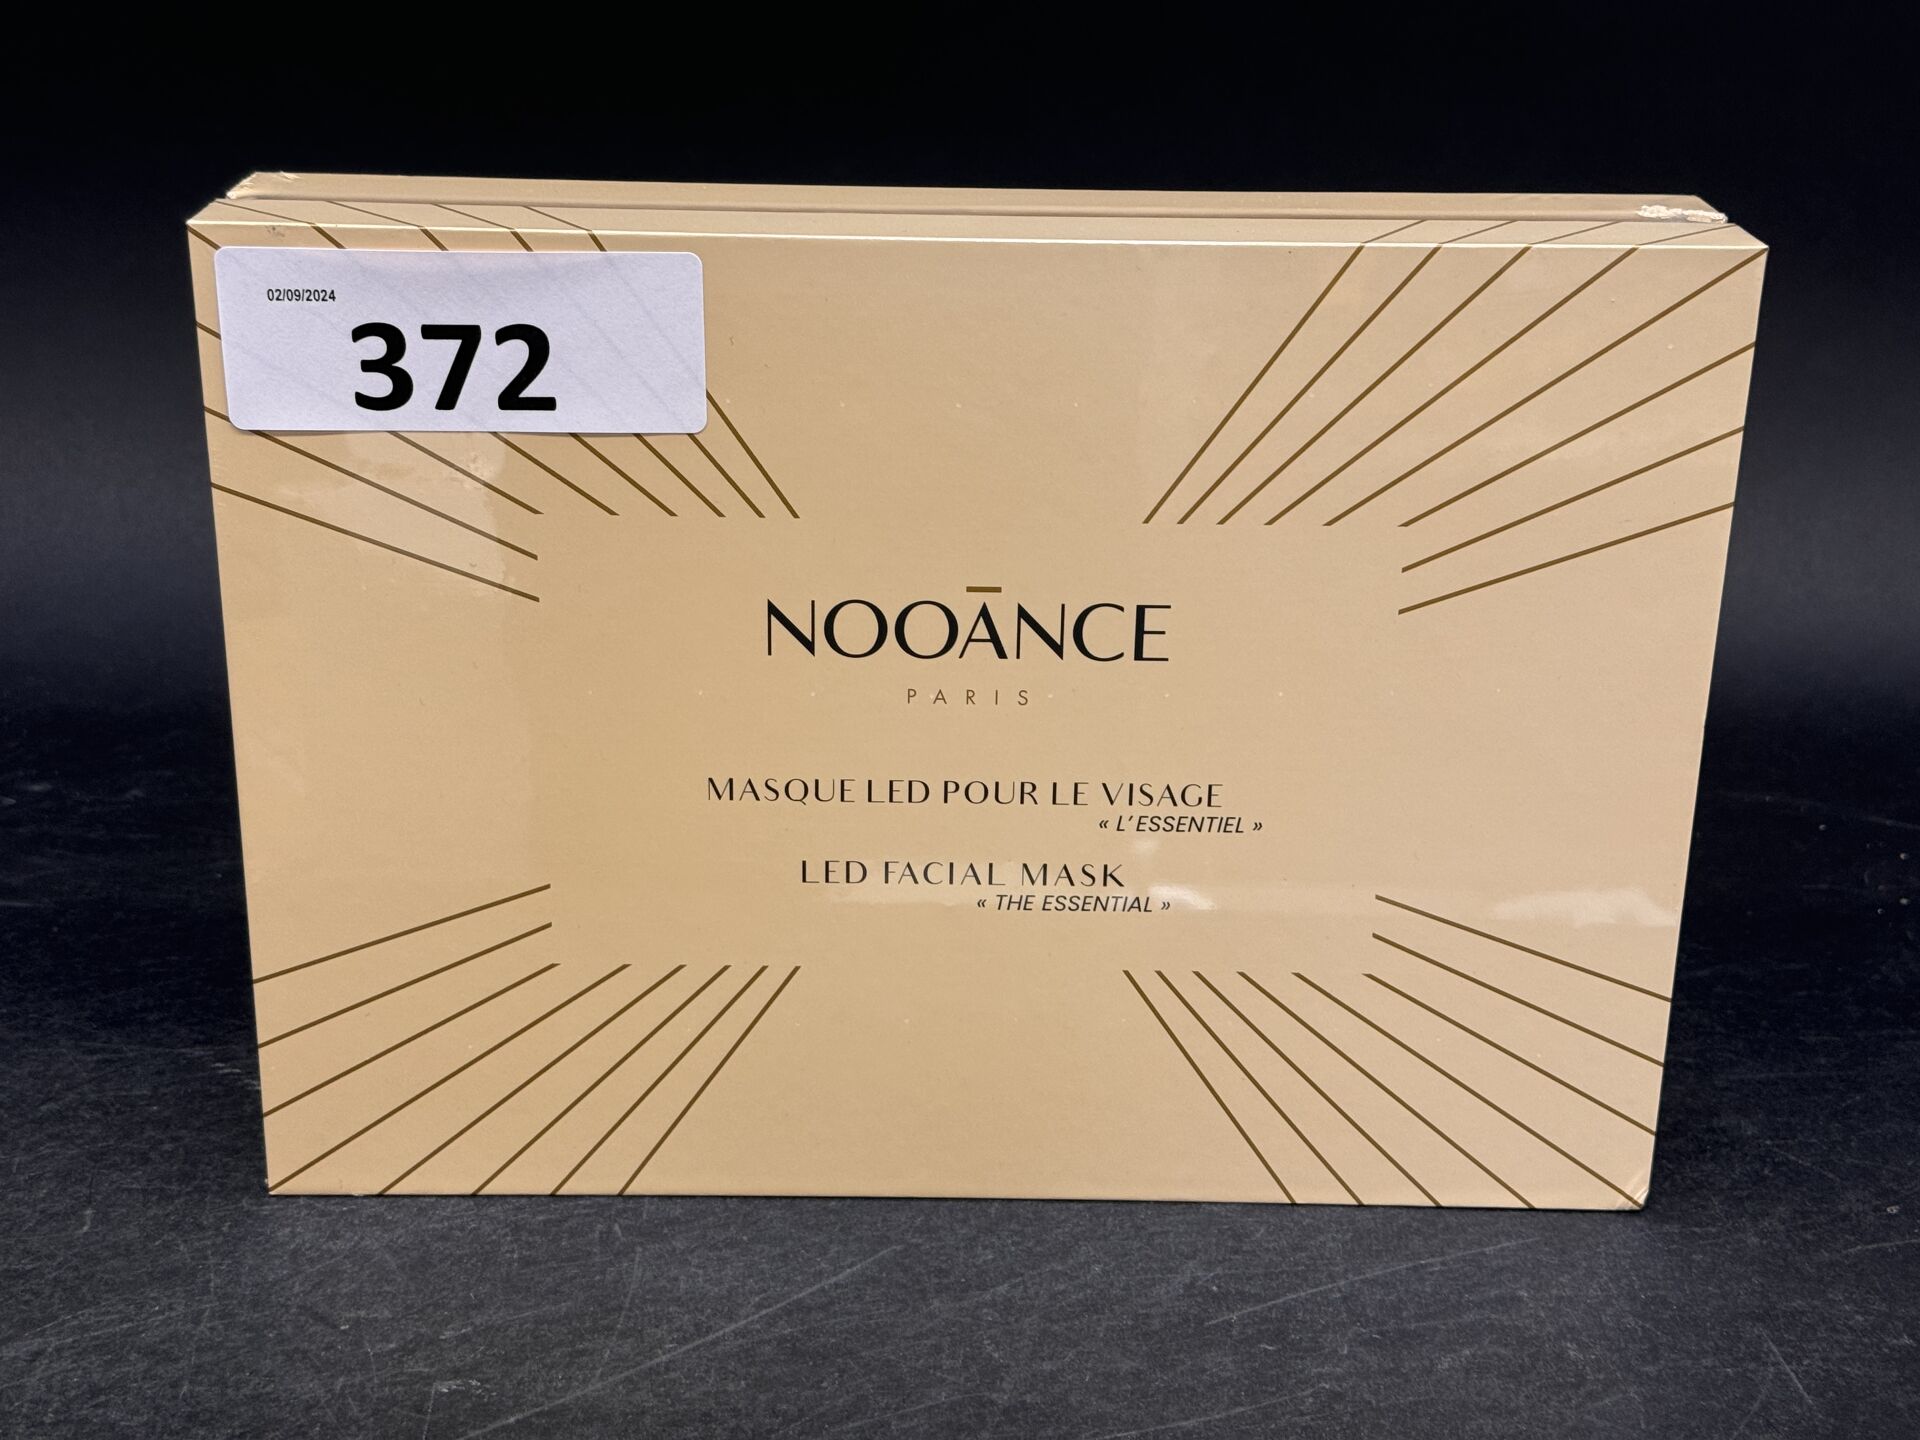 02/09/2024
372
NOOĀNCE
PARIS
MASQUE LED POUR LE VISAGE
« L'ESSENTIEL »
LED FACIAL MASK
« THE ESSENTIAL »